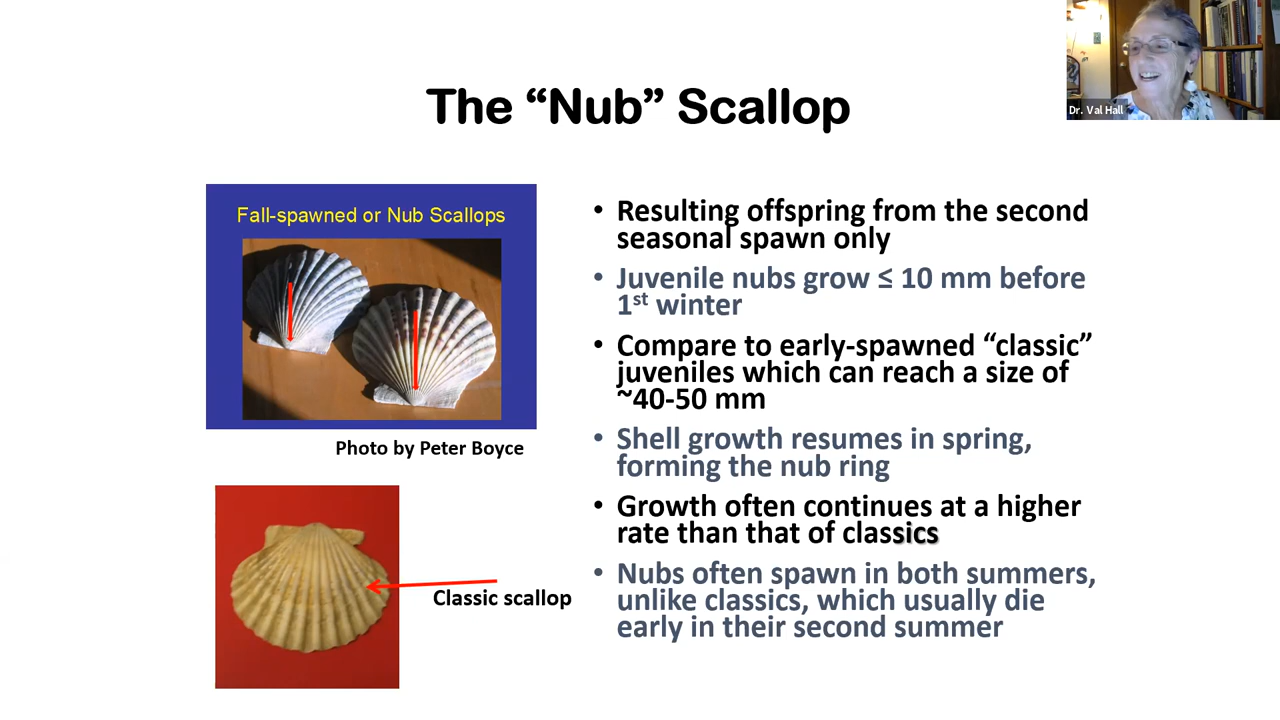 The “Nub” Scallop
Dr. Val Hall
Fall-spawned or Nub Scallops
Photo by Peter Boyce
Classic scallop
• Resulting offspring from the second
seasonal spawn only
• Juvenile nubs grow ≤ 10 mm before
1st winter
• Compare to early-spawned “classic”
juveniles which can reach a size of
~40-50 mm
• Shell growth resumes in spring,
forming the nub ring
• Growth often continues at a higher
rate than that of classics
• Nubs often spawn in both summers,
unlike classics, which usually die
early in their second summer